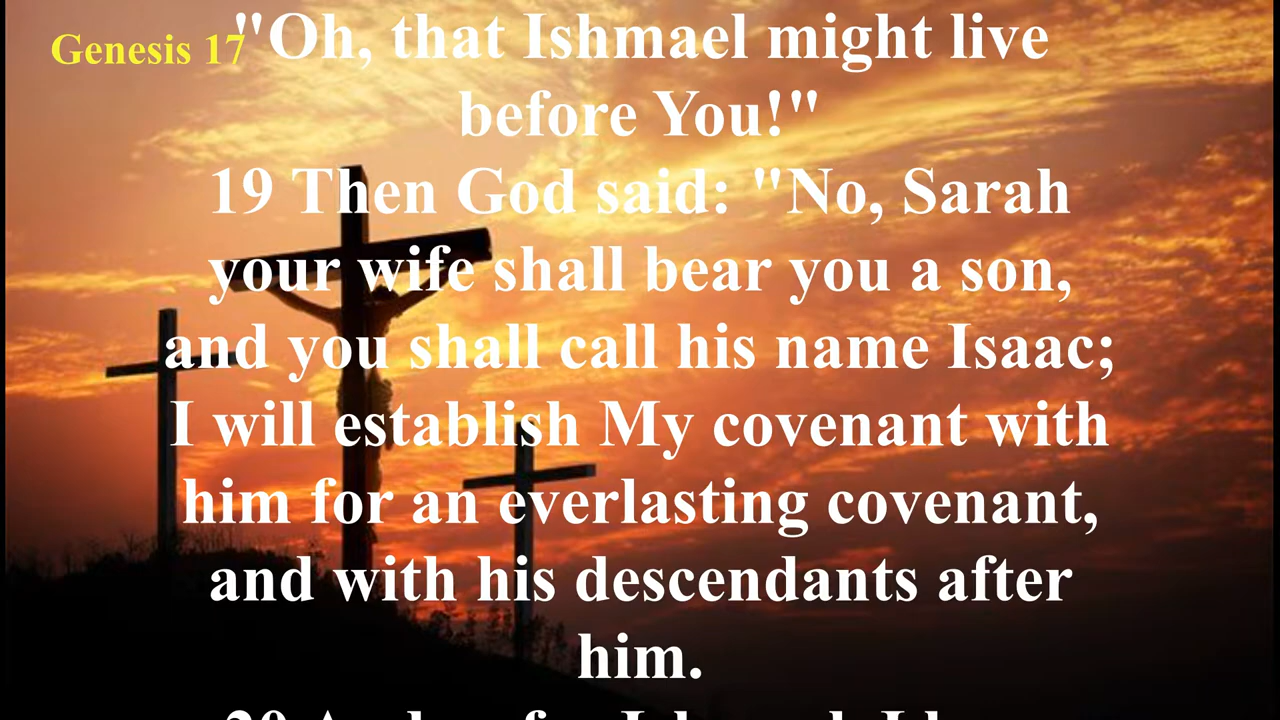 Genesis 17
"Oh, that Ishmael might live
before You!"
19 Then God said: "No, Sarah
your wife shall bear you a son,
and you shall call his name Isaac;
I will establish My covenant with
him for an everlasting covenant,
and with his descendants after
him.